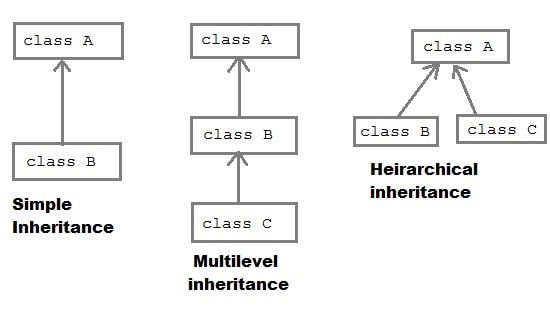 class A
class B
Simple
Inheritance
class A
class B
class C
Multilevel
inheritance
class A
class B
class C
Heirarchical
inheritance